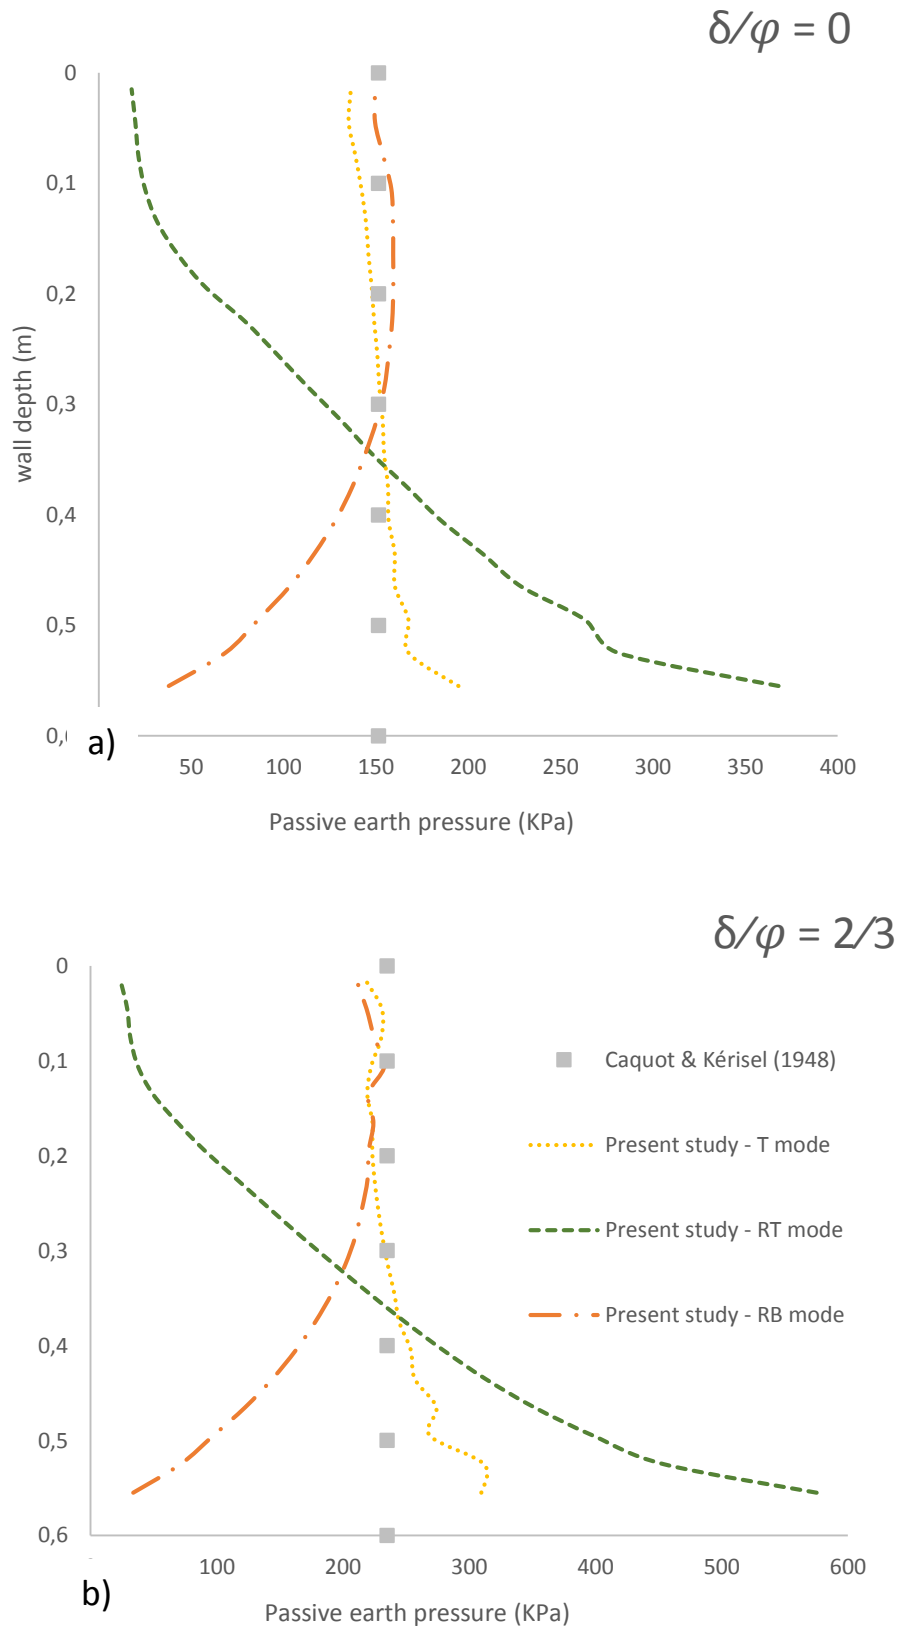 δ/φ = 0
0
0,1
0,2
0,3
0,4
0,5
0,
wall depth (m)
a)
50 100 150 200 250 300 350 400
Passive earth pressure (KPa)
δ/φ = 2/3
0
0,1
0,2
0,3
0,4
0,5
0,6
Caquot & Kérisel (1948)
Present study - T mode
Present study - RT mode
Present study - RB mode
100 200 300 400 500 600
b)
Passive earth pressure (KPa)